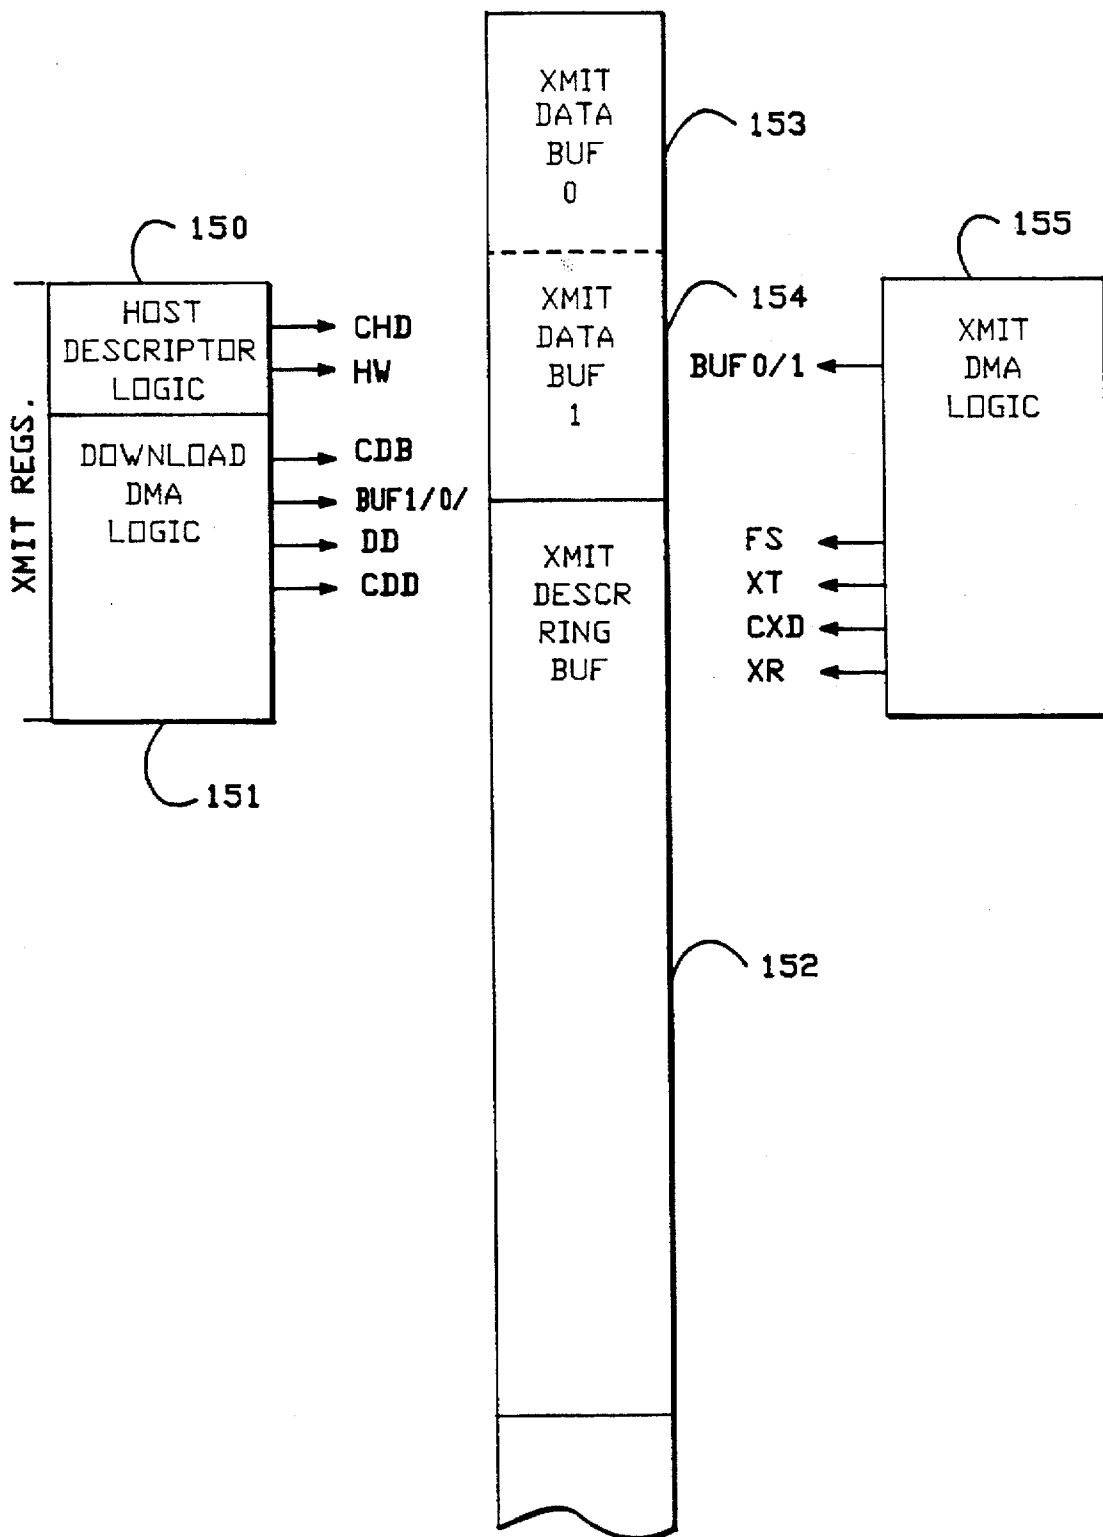 XMIT
DATA
BUF
0
153
150
155
HOST
DESCRIPTOR
LOGIC
CHD
HW
XMIT
DATA
BUF
1
154
BUF0/1
XMIT
DMA
LOGIC
XMIT REGS.
DOWNLOAD
DMA
LOGIC
CDB
BUF1/0/
DD
CDD
XMIT
DESCR
RING
BUF
FS
XT
CXD
XR
151
152